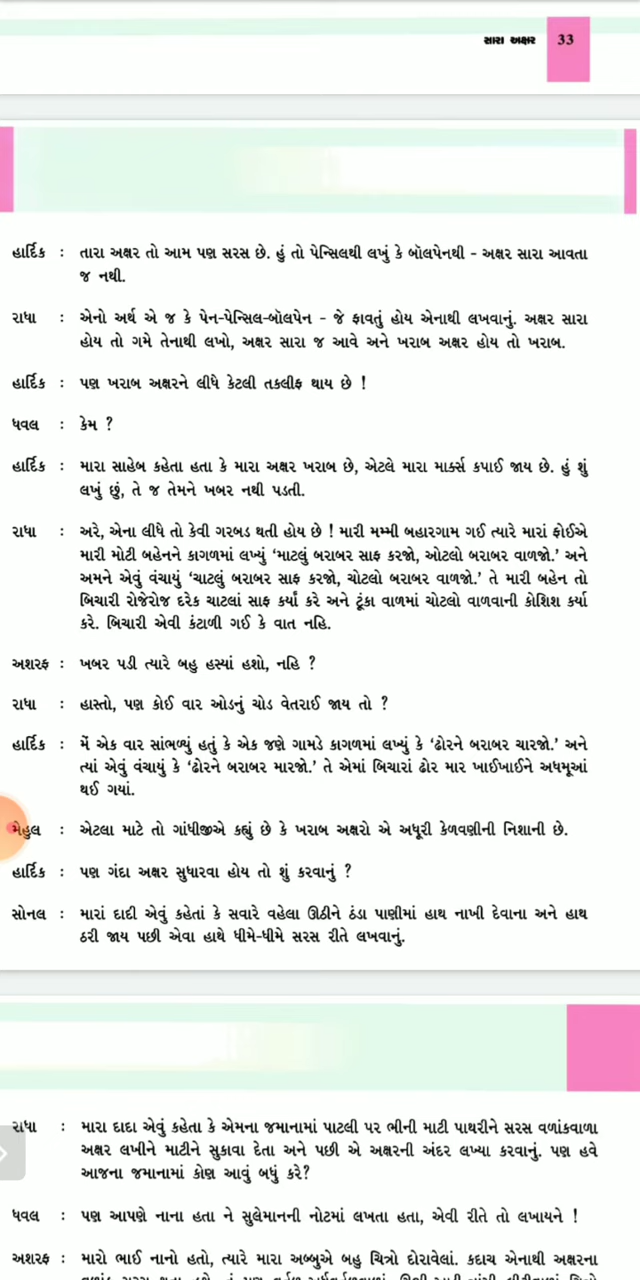 સારા અક્ષર 33
હાર્દિક : તારા અક્ષર તો આમ પણ સરસ છે. હું તો પેન્સિલથી લખું કે બૉલપેનથી - અક્ષર સારા આવતા
જ નથી.
રાધા : એનો અર્થ એ જ કે પેન-પેન્સિલ-બૉલપેન - જે ફાવતું હોય એનાથી લખવાનું. અક્ષર સારા
હોય તો ગમે તેનાથી લખો, અક્ષર સારા જ આવે અને ખરાબ અક્ષર હોય તો ખરાબ.
હાર્દિક : પણ ખરાબ અક્ષરને લીધે કેટલી તકલીફ થાય છે !
ધવલ : કેમ ?
હાર્દિક : મારા સાહેબ કહેતા હતા કે મારા અક્ષર ખરાબ છે, એટલે મારા માર્ક્સ કપાઈ જાય છે. હું શું
લખું છું, તે જ તેમને ખબર નથી પડતી.
રાધા : અરે, એના લીધે તો કેવી ગરબડ થતી હોય છે ! મારી મમ્મી બહારગામ ગઈ ત્યારે મારાં ફોઈએ
મારી મોટી બહેનને કાગળમાં લખ્યું ‘માટલું બરાબર સાફ કરજો, ઓટલો બરાબર વાળજો.’ અને
અમને એવું વંચાયું ‘ચાટલું બરાબર સાફ કરજો, ચોટલો બરાબર વાળજો.’ તે મારી બહેન તો
બિચારી રોજેરોજ દરેક ચાટલાં સાફ કર્યાં કરે અને ટૂંકા વાળમાં ચોટલો વાળવાની કોશિશ કર્યા
કરે. બિચારી એવી કંટાળી ગઈ કે વાત નહિ.
અશરફ : ખબર પડી ત્યારે બહુ હસ્યાં હશો, નહિ ?
રાધા : હાસ્તો, પણ કોઈ વાર ઓડનું ચોડ વેતરાઈ જાય તો ?
હાર્દિક : મેં એક વાર સાંભળ્યું હતું કે એક જણે ગામડે કાગળમાં લખ્યું કે ‘ઢોરને બરાબર ચારજો.’ અને
ત્યાં એવું વંચાયું કે ‘ઢોરને બરાબર મારજો.’ તે એમાં બિચારાં ઢોર માર ખાઈખાઈને અધમૂઆં
થઈ ગયાં.
મેહુલ : એટલા માટે તો ગાંધીજીએ કહ્યું છે કે ખરાબ અક્ષરો એ અધૂરી કેળવણીની નિશાની છે.
હાર્દિક : પણ ગંદા અક્ષર સુધારવા હોય તો શું કરવાનું ?
સોનલ : મારાં દાદી એવું કહેતાં કે સવારે વહેલા ઊઠીને ઠંડા પાણીમાં હાથ નાખી દેવાના અને હાથ
ઠરી જાય પછી એવા હાથે ધીમે-ધીમે સરસ રીતે લખવાનું.
રાધા : મારા દાદા એવું કહેતા કે એમના જમાનામાં પાટલી પર ભીની માટી પાથરીને સરસ વળાંકવાળા
અક્ષર લખીને માટીને સુકાવા દેતા અને પછી એ અક્ષરની અંદર લખ્યા કરવાનું. પણ હવે
આજના જમાનામાં કોણ આવું બધું કરે?
ધવલ : પણ આપણે નાના હતા ને સુલેમાનની નોટમાં લખતા હતા, એવી રીતે તો લખાયને !
અશરફ : મારો ભાઈ નાનો હતો, ત્યારે મારા અબ્બુએ બહુ ચિત્રો દોરાવેલાં. કદાચ એનાથી અક્ષરના